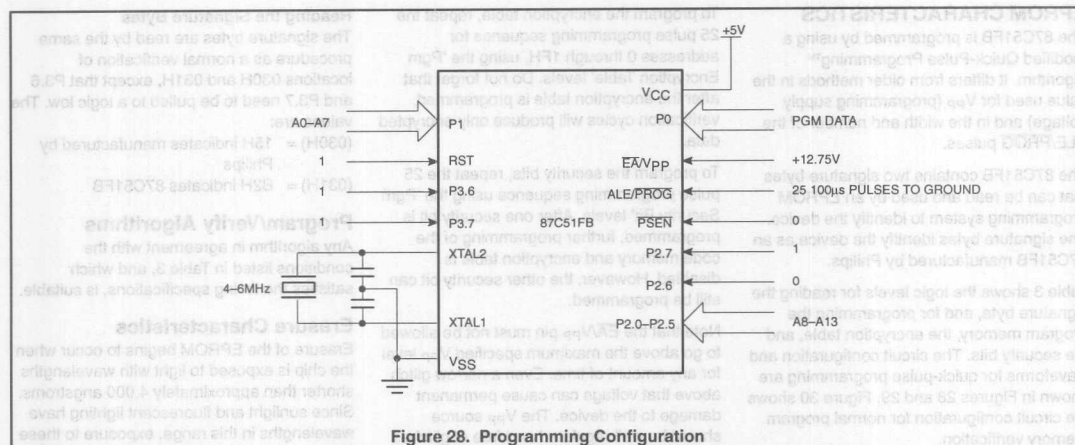 +5V
VCC
A0–A7
P1
P0
PGM DATA
1
RST
EA/VPP
+12.75V
1
P3.6
ALE/PROG
25 100µs PULSES TO GROUND
1
P3.7
87C51FB
PSEN
0
XTAL2
P2.7
1
4–6MHz
P2.6
0
XTAL1
P2.0–P2.5
A8–A13
VSS
Figure 28. Programming Configuration
CHARACTERISTICS
87C51FB is programmed by using a
Quick-Pulse Programming™
It differs from older methods in the
used for VPP (programming supply
and in the width and number of the
PROG pulses.
87C51FB contains two signature bytes
can be read and used by an EPROM
programming system to identify the device.
signature bytes identify the device as an
87C51FB manufactured by Philips.
3 shows the logic levels for reading the
signature byte, and for programming the
program memory, the encryption table, and
security bits. The circuit configuration and
waveforms for quick-pulse programming are
shown in Figures 28 and 29. Figure 30 shows
circuit configuration for normal program
memory verification.
To program the encryption table, repeat the
25 pulse programming sequence for
addresses 0 through 1FH, using the 'Pgm
Encryption Table' levels. Do not forget that
after the encryption table is programmed,
verification cycles will produce only encrypted
data.
To program the security bits, repeat the 25
pulse programming sequence using the 'Pgm
Security Bit' levels. After one security bit is
programmed, further programming of the
code memory and encryption table is
disabled. However, the other security bit can
still be programmed.
Note that the EA/VPP pin must not be allowed
to go above the maximum specified VPP level
for any amount of time. Even a narrow glitch
above that voltage can cause permanent
damage to the device. The VPP source
Reading the Signature Bytes
The signature bytes are read by the same
procedure as a normal verification of
locations 030H and 031H, except that P3.6
and P3.7 need to be pulled to a logic low. The
values are:
(030H) = 15H indicates manufactured by
Philips
(031H) = B2H indicates 87C51FB
Program/Verify Algorithms
Any algorithm in agreement with the
conditions listed in Table 3, and which
satisfies the timing specifications, is suitable.
Erasure Characteristics
Erasure of the EPROM begins to occur when
the chip is exposed to light with wavelengths
shorter than approximately 4,000 angstroms.
Since sunlight and fluorescent lighting have
wavelengths in this range, exposure to these